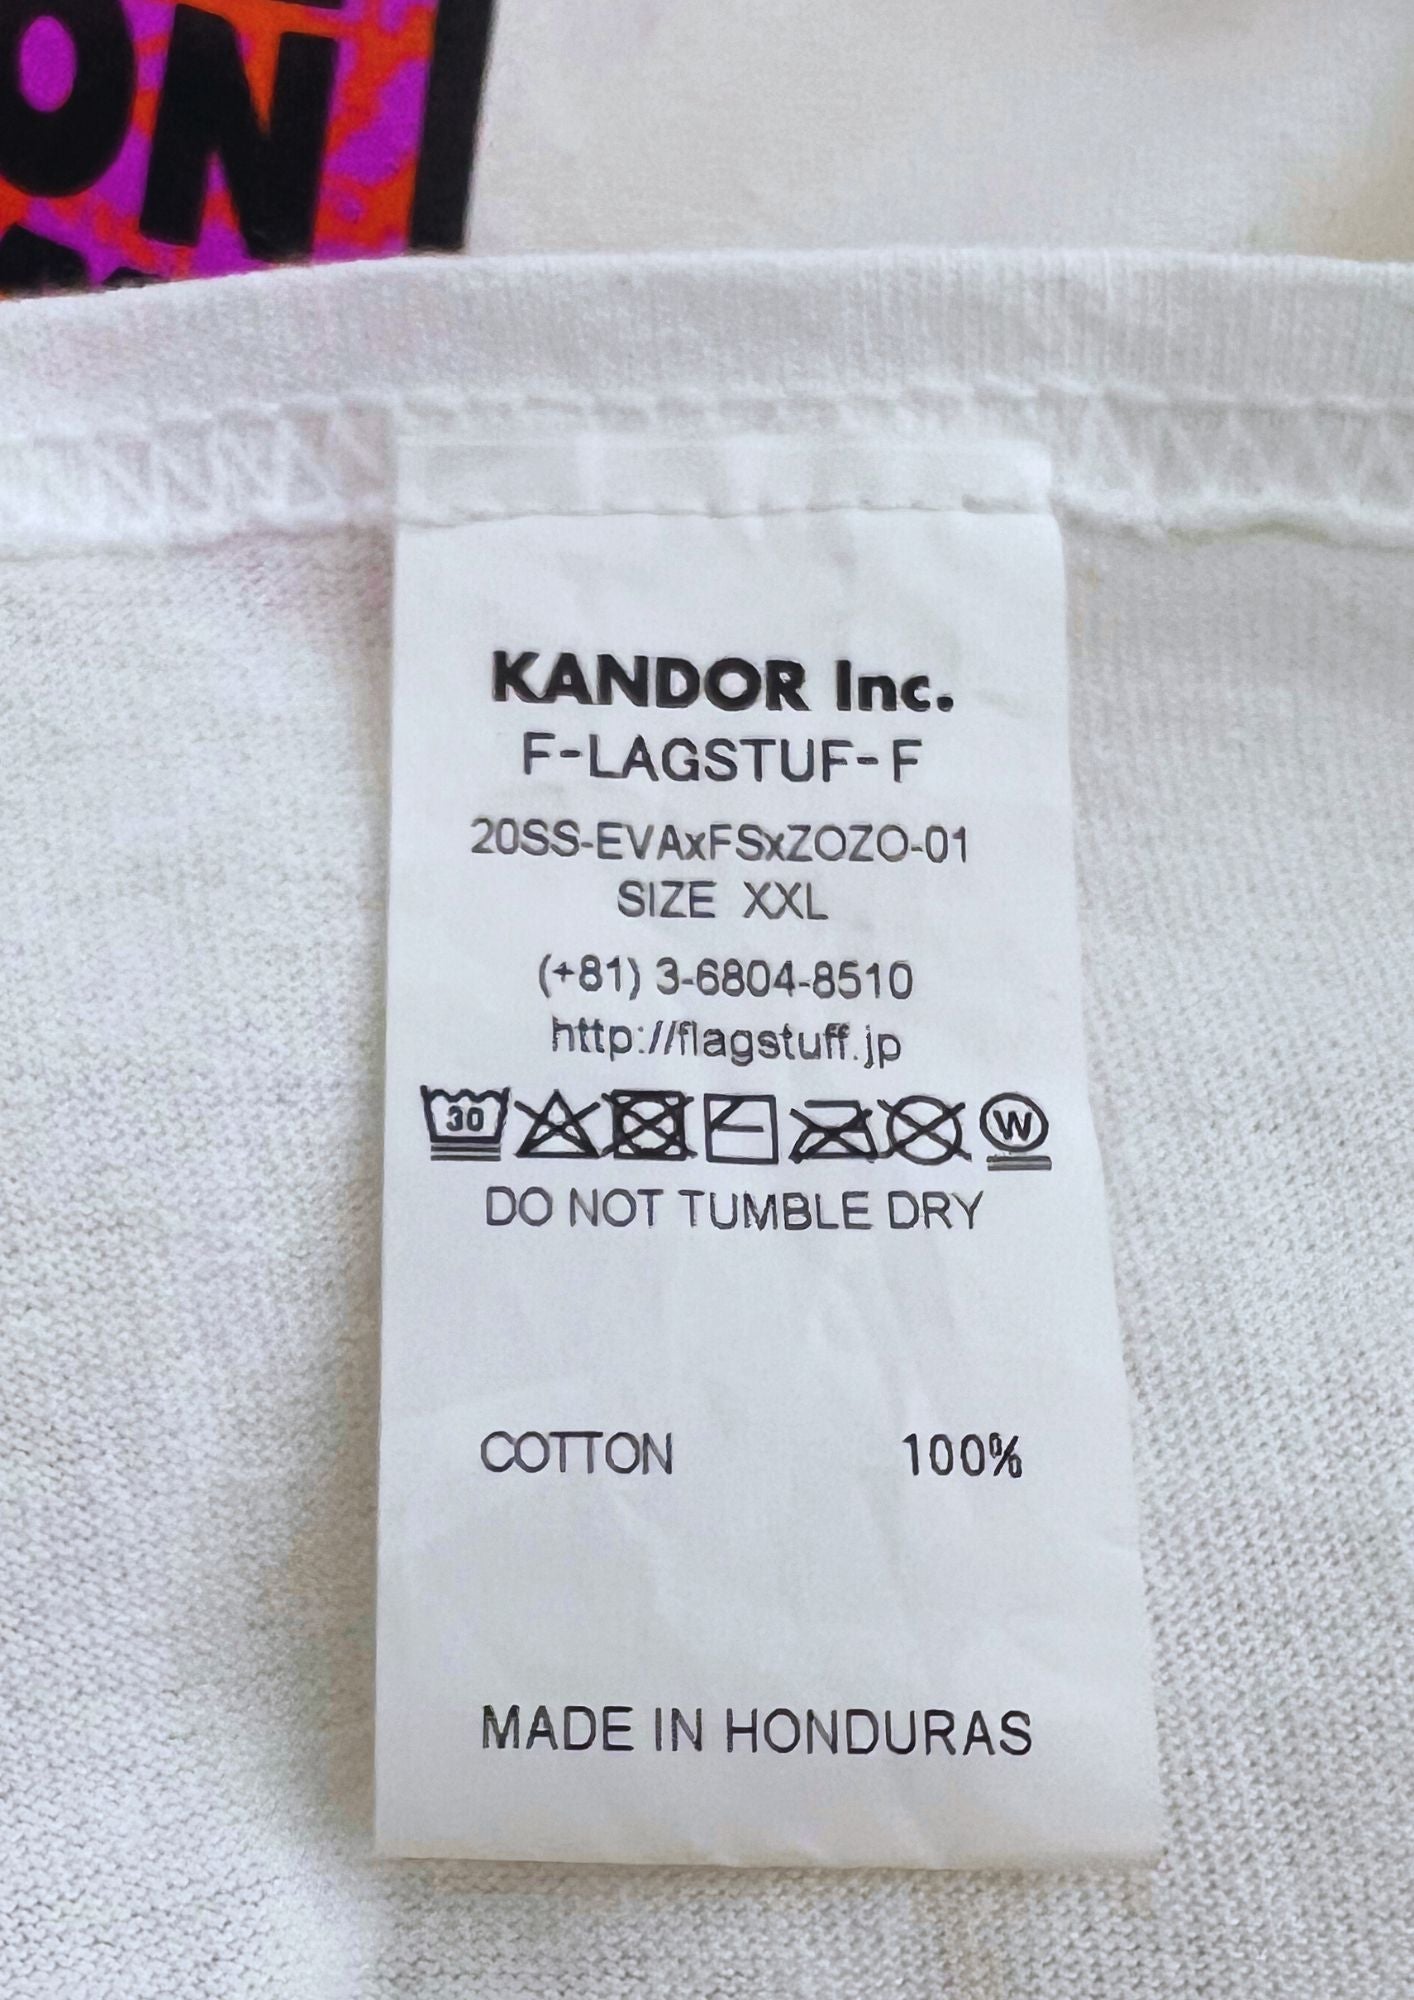 ON
KANDOR Inc.
F-LAGSTUF-F
20SS-EVAxFSxZOZO-01
SIZE XXL
(+81) 3-6804-8510
http://flagstuff.jp
30 W
DO NOT TUMBLE DRY
COTTON 100%
MADE IN HONDURAS